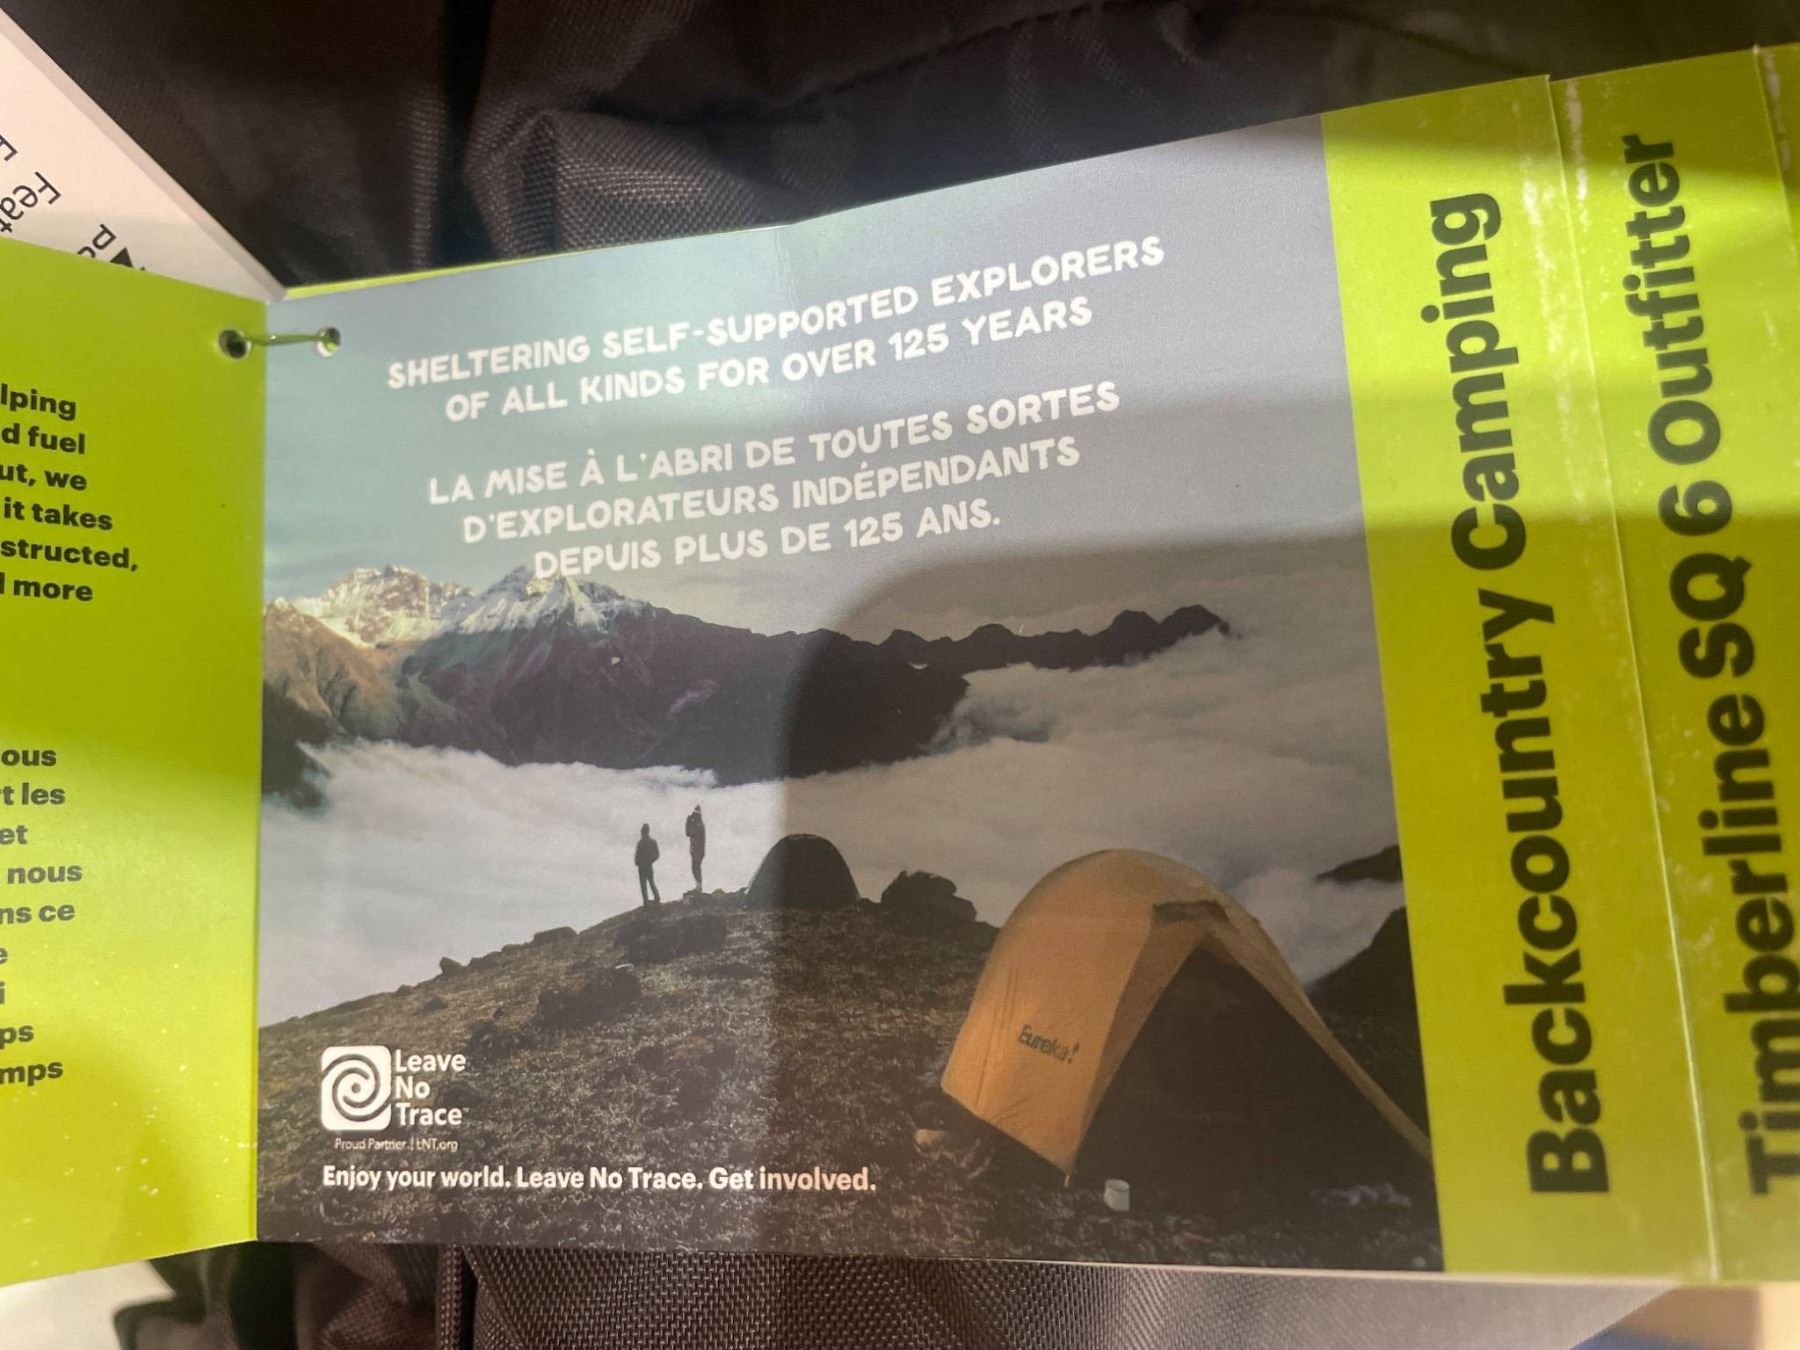 Feat
lping
d fuel
ut, we
it takes
structed,
more
ous
t les
et
nous
ns ce
e
i
ps
mps
SHELTERING SELF-SUPPORTED EXPLORERS
OF ALL KINDS FOR OVER 125 YEARS
LA MISE À L'ABRI DE TOUTES SORTES
D'EXPLORATEURS INDÉPENDANTS
DEPUIS PLUS DE 125 ANS.
Eureka!
Leave
No
Trace
Proud Partner | LNT.org
Enjoy your world. Leave No Trace. Get involved.
Backcountry Camping
Timberline SQ 6 Outfitter